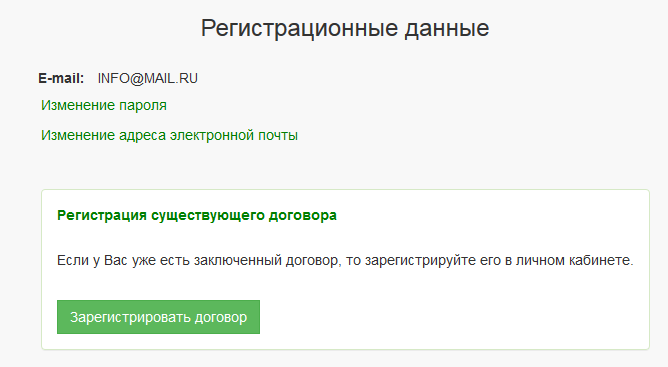 Регистрационные данные
E-mail: INFO@MAIL.RU
Изменение пароля
Изменение адреса электронной почты
Регистрация существующего договора
Если у Вас уже есть заключенный договор, то зарегистрируйте его в личном кабинете.
Зарегистрировать договор